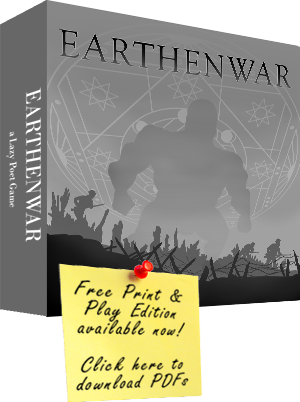 EARTHENWAR
EARTHENWAR
a Lazy Poet Game
Free Print &
Play Edition
available now!
Click here to
download PDFs